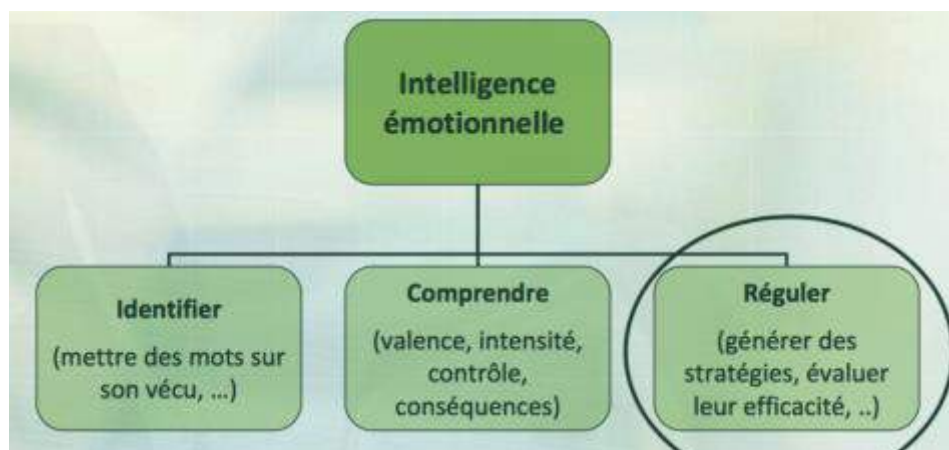 Intelligence
émotionnelle
Identifier
(mettre des mots sur
son vécu, ...)
Comprendre
(valence, intensité,
contrôle,
conséquences)
Réguler
(générer des
stratégies, évaluer
leur efficacité, ..)